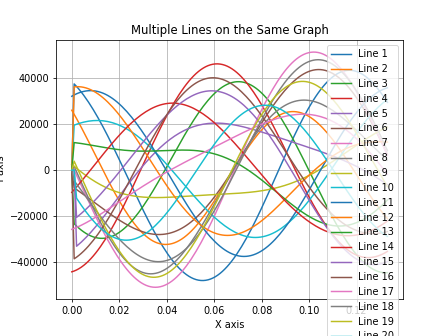 Multiple Lines on the Same Graph
40000
20000
0
−20000
−40000
0.00 0.02 0.04 0.06 0.08 0.10
X axis
Line 1
Line 2
Line 3
Line 4
Line 5
Line 6
Line 7
Line 8
Line 9
Line 10
Line 11
Line 12
Line 13
Line 14
Line 15
Line 16
Line 17
Line 18
Line 19